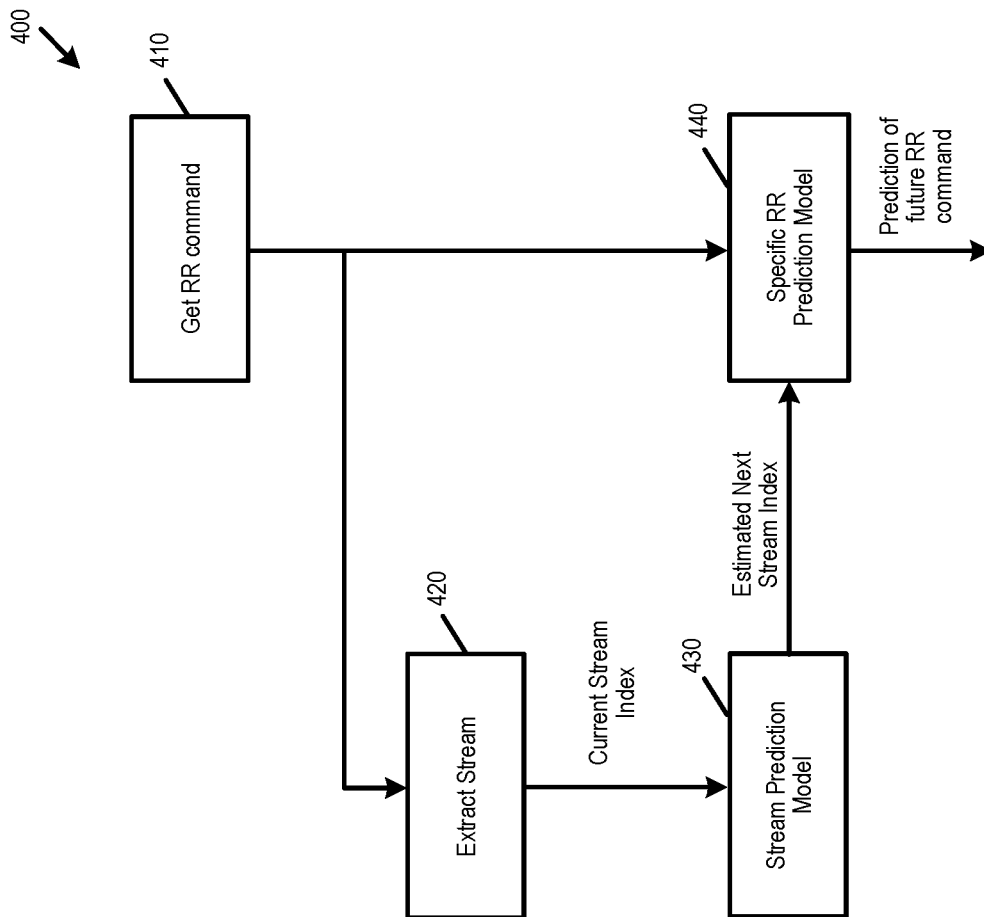 400
410
Get RR command
420
Extract Stream
Current Stream
Index
430
Stream Prediction
Model
Estimated Next
Stream Index
440
Specific RR
Prediction Model
Prediction of
future RR
command